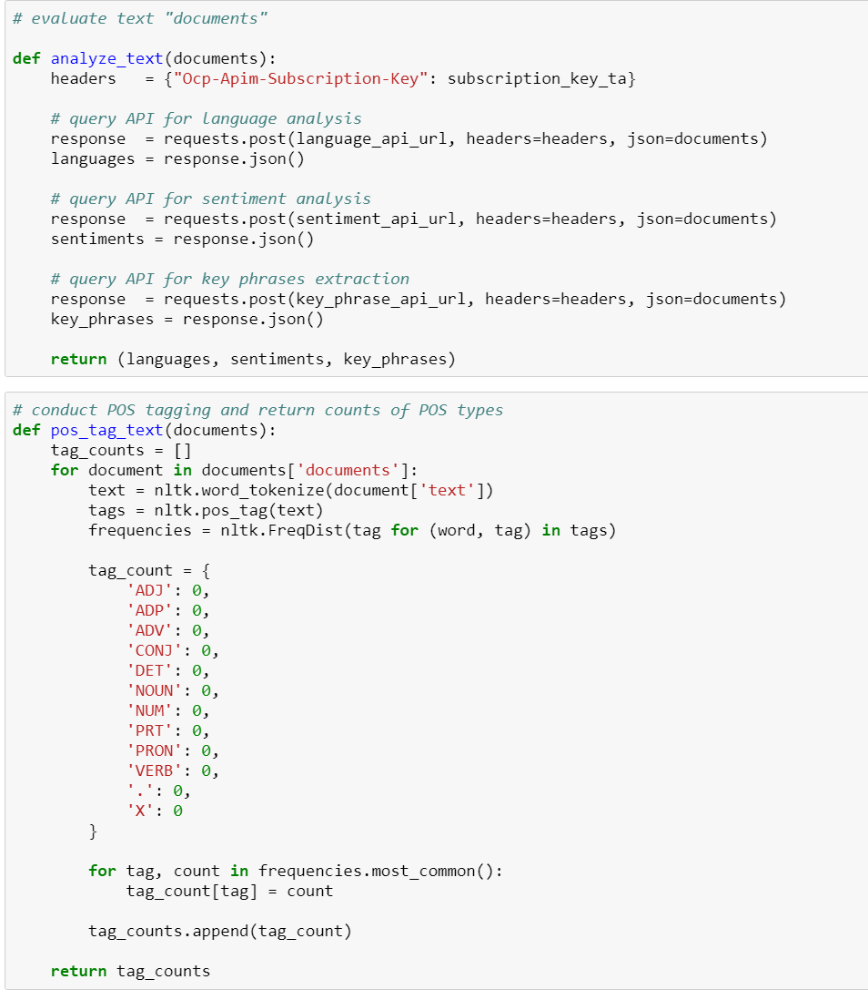 # evaluate text "documents"

def analyze_text(documents):
    headers   = {"Ocp-Apim-Subscription-Key": subscription_key_ta}

    # query API for language analysis
    response  = requests.post(language_api_url, headers=headers, json=documents)
    languages = response.json()

    # query API for sentiment analysis
    response  = requests.post(sentiment_api_url, headers=headers, json=documents)
    sentiments = response.json()

    # query API for key phrases extraction
    response  = requests.post(key_phrase_api_url, headers=headers, json=documents)
    key_phrases = response.json()

    return (languages, sentiments, key_phrases)

# conduct POS tagging and return counts of POS types
def pos_tag_text(documents):
    tag_counts = []
    for document in documents['documents']:
        text = nltk.word_tokenize(document['text'])
        tags = nltk.pos_tag(text)
        frequencies = nltk.FreqDist(tag for (word, tag) in tags)

        tag_count = {
            'ADJ': 0,
            'ADP': 0,
            'ADV': 0,
            'CONJ': 0,
            'DET': 0,
            'NOUN': 0,
            'NUM': 0,
            'PRT': 0,
            'PRON': 0,
            'VERB': 0,
            '.': 0,
            'X': 0
        }

        for tag, count in frequencies.most_common():
            tag_count[tag] = count

        tag_counts.append(tag_count)

    return tag_counts